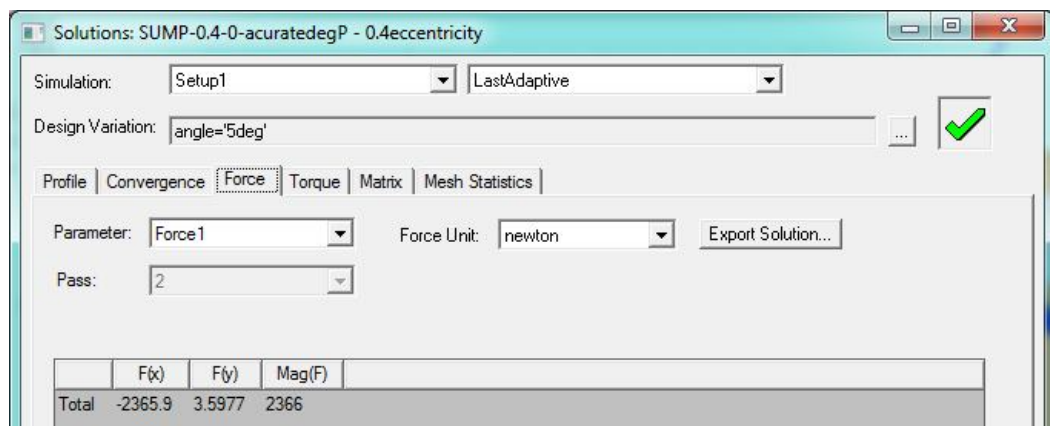 Solutions: SUMP-0.4-0-acuratedegP - 0.4eccentricity
Simulation: Setup1 LastAdaptive
Design Variation: angle='5deg' ...
Profile Convergence Force Torque Matrix Mesh Statistics
Parameter: Force1 Force Unit: newton Export Solution...
Pass: 2
F(x) F(y) Mag(F)
Total -2365.9 3.5977 2366